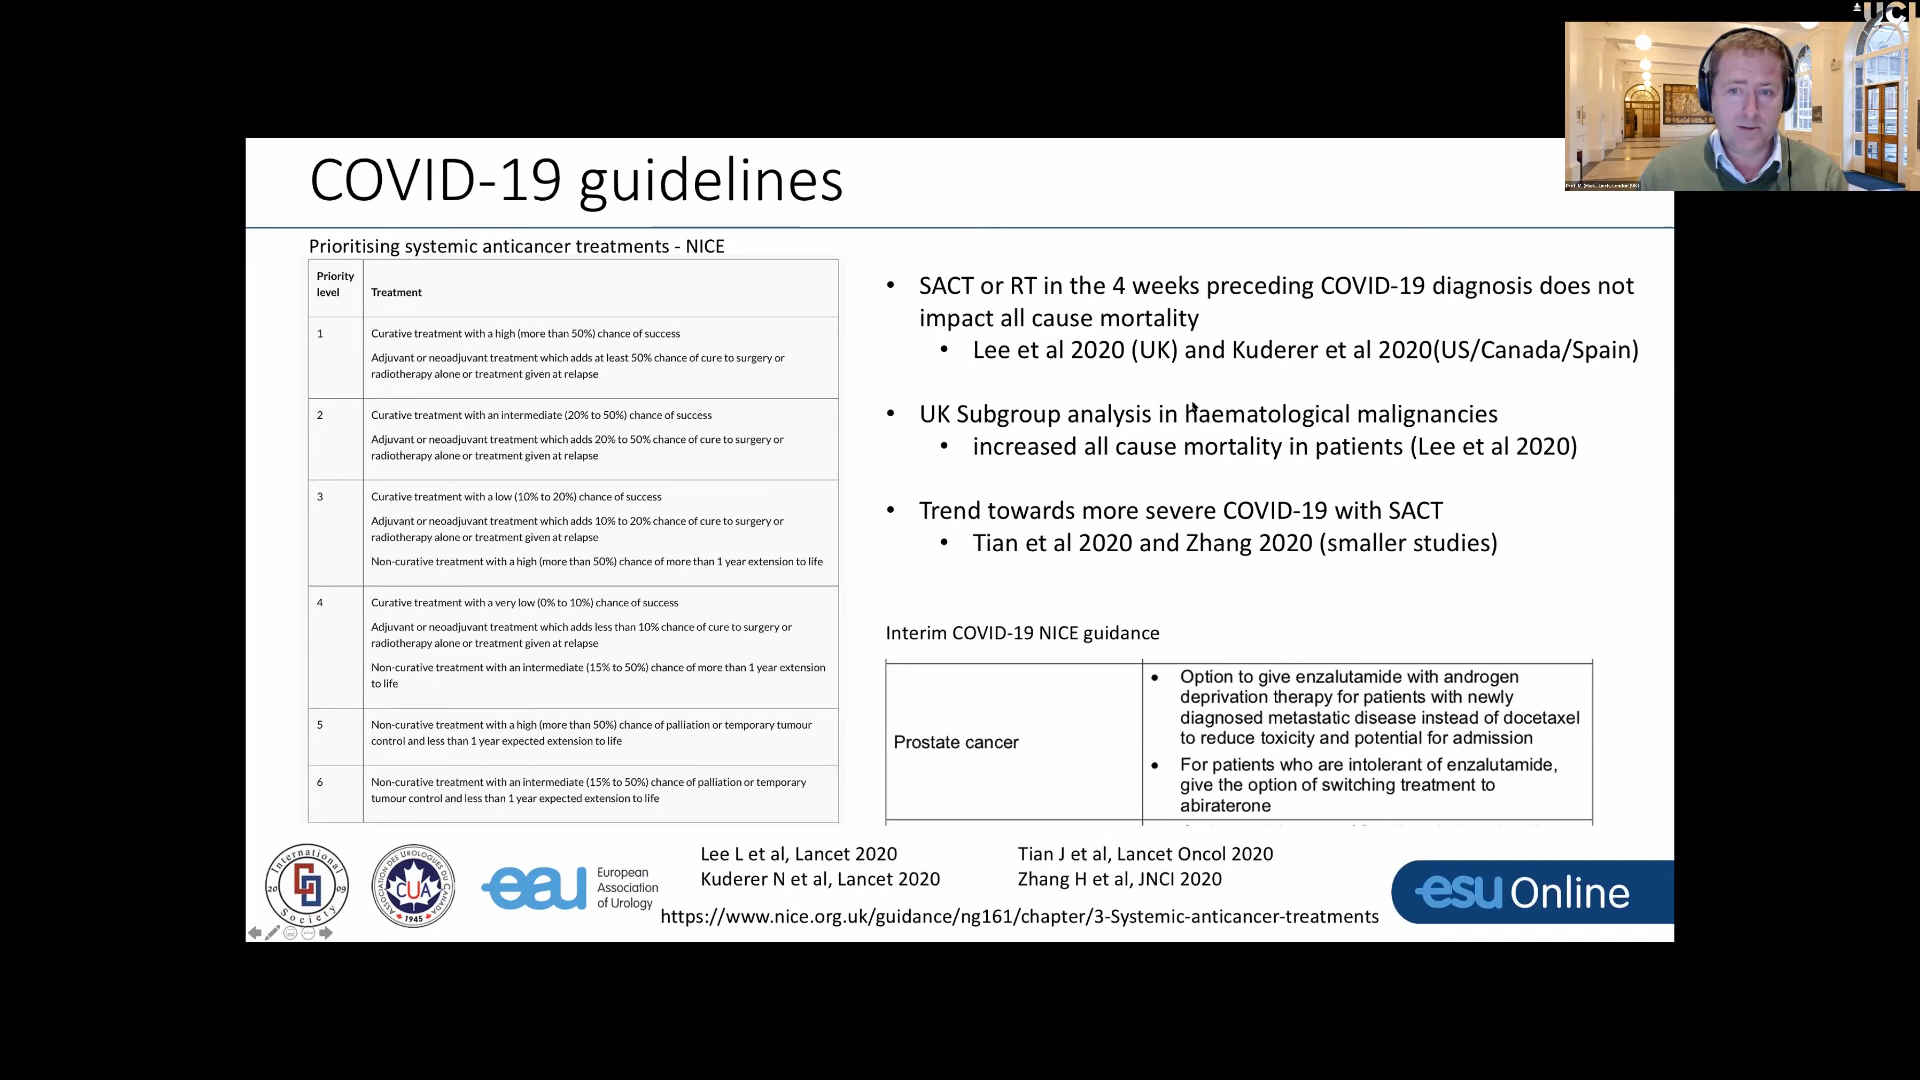 UCL
COVID-19 guidelines
Prioritising systemic anticancer treatments - NICE
Priority
level
Treatment
1
Curative treatment with a high (more than 50%) chance of success
Adjuvant or neoadjuvant treatment which adds at least 50% chance of cure to surgery or
radiotherapy alone or treatment given at relapse
2
Curative treatment with an intermediate (20% to 50%) chance of success
Adjuvant or neoadjuvant treatment which adds 20% to 50% chance of cure to surgery or
radiotherapy alone or treatment given at relapse
3
Curative treatment with a low (10% to 20%) chance of success
Adjuvant or neoadjuvant treatment which adds 10% to 20% chance of cure to surgery or
radiotherapy alone or treatment given at relapse
Non-curative treatment with a high (more than 50%) chance of more than 1 year extension to life
4
Curative treatment with a very low (0% to 10%) chance of success
Adjuvant or neoadjuvant treatment which adds less than 10% chance of cure to surgery or
radiotherapy alone or treatment given at relapse
Non-curative treatment with an intermediate (15% to 50%) chance of more than 1 year extension
to life
5
Non-curative treatment with a high (more than 50%) chance of palliation or temporary tumour
control and less than 1 year expected extension to life
6
Non-curative treatment with an intermediate (15% to 50%) chance of palliation or temporary
tumour control and less than 1 year expected extension to life
• SACT or RT in the 4 weeks preceding COVID-19 diagnosis does not
impact all cause mortality
• Lee et al 2020 (UK) and Kuderer et al 2020(US/Canada/Spain)
• UK Subgroup analysis in haematological malignancies
• increased all cause mortality in patients (Lee et al 2020)
• Trend towards more severe COVID-19 with SACT
• Tian et al 2020 and Zhang 2020 (smaller studies)
Interim COVID-19 NICE guidance
Prostate cancer
• Option to give enzalutamide with androgen
deprivation therapy for patients with newly
diagnosed metastatic disease instead of docetaxel
to reduce toxicity and potential for admission
• For patients who are intolerant of enzalutamide,
give the option of switching treatment to
abiraterone
International
20 09
Society
ASSOCIATION DES UROLOGUES DU CANADA
CUA
1945
eau
European
Association
of Urology
Lee L et al, Lancet 2020
Kuderer N et al, Lancet 2020
Tian J et al, Lancet Oncol 2020
Zhang H et al, JNCI 2020
https://www.nice.org.uk/guidance/ng161/chapter/3-Systemic-anticancer-treatments
esu Online